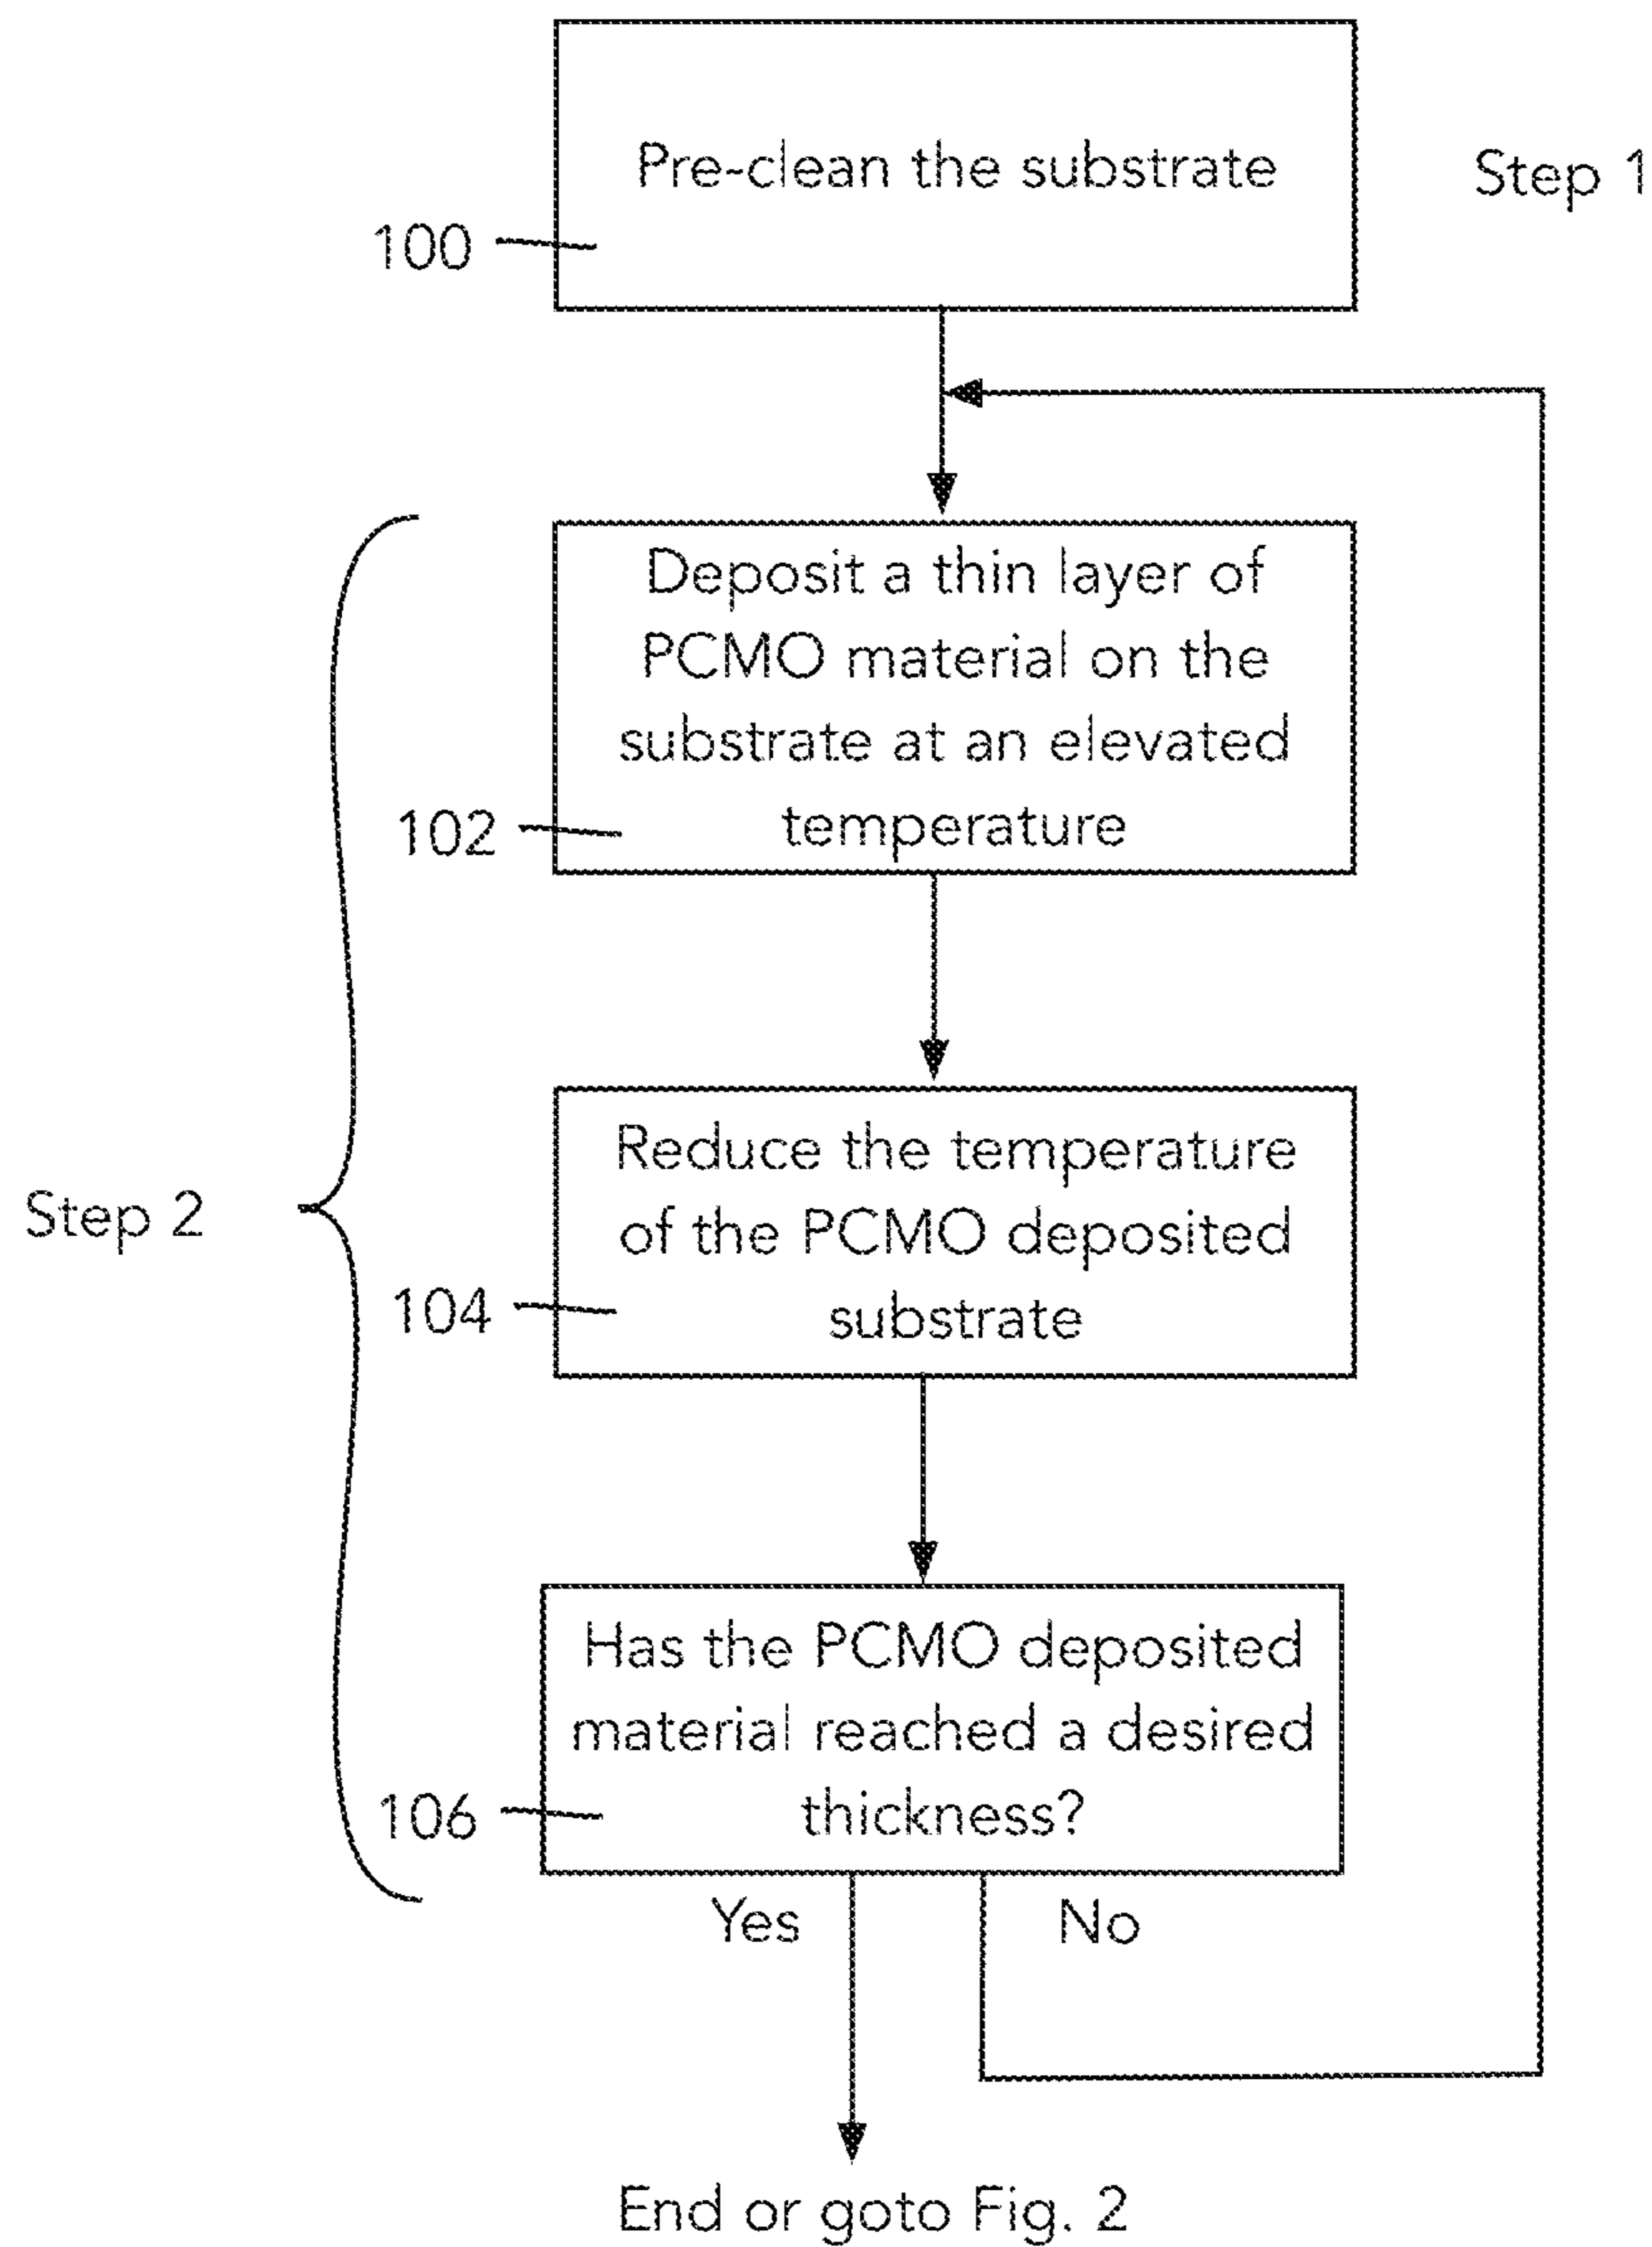 Pre-clean the substrate
Step 1
100
Deposit a thin layer of
PCMO material on the
substrate at an elevated
temperature
102
Reduce the temperature
of the PCMO deposited
substrate
Step 2
104
Has the PCMO deposited
material reached a desired
thickness?
106
Yes
No
End or goto Fig. 2